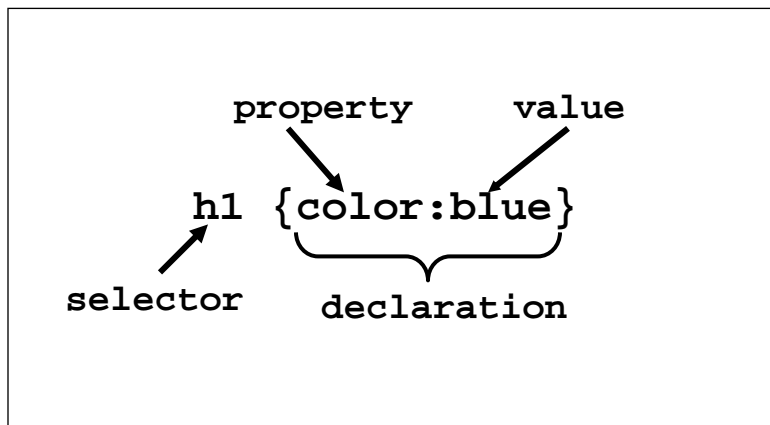 property value
h1 {color:blue}
selector
declaration